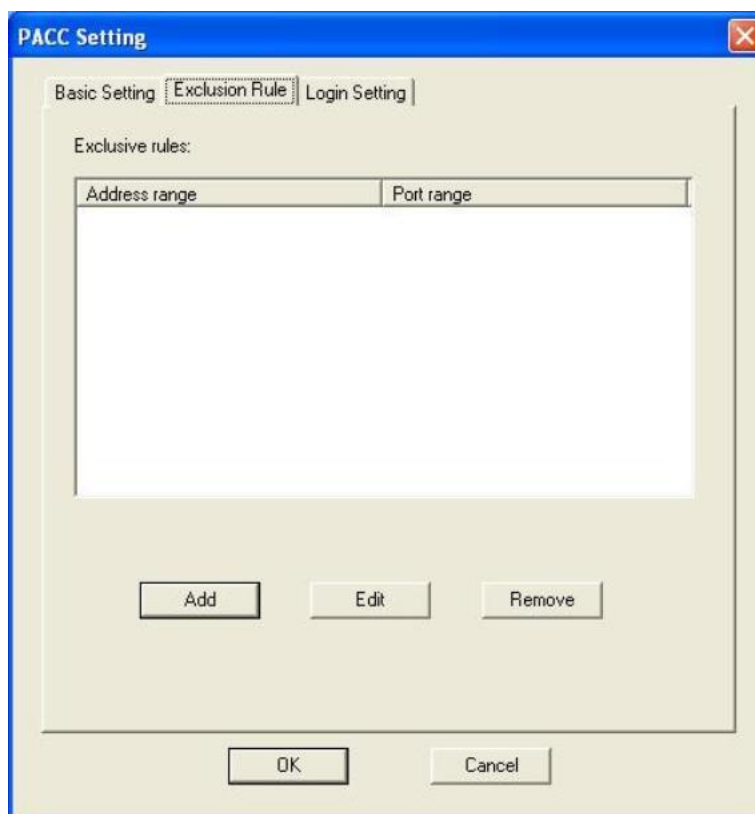 PACC Setting
Basic Setting Exclusion Rule Login Setting
Exclusive rules:
Address range Port range
Add Edit Remove
OK Cancel